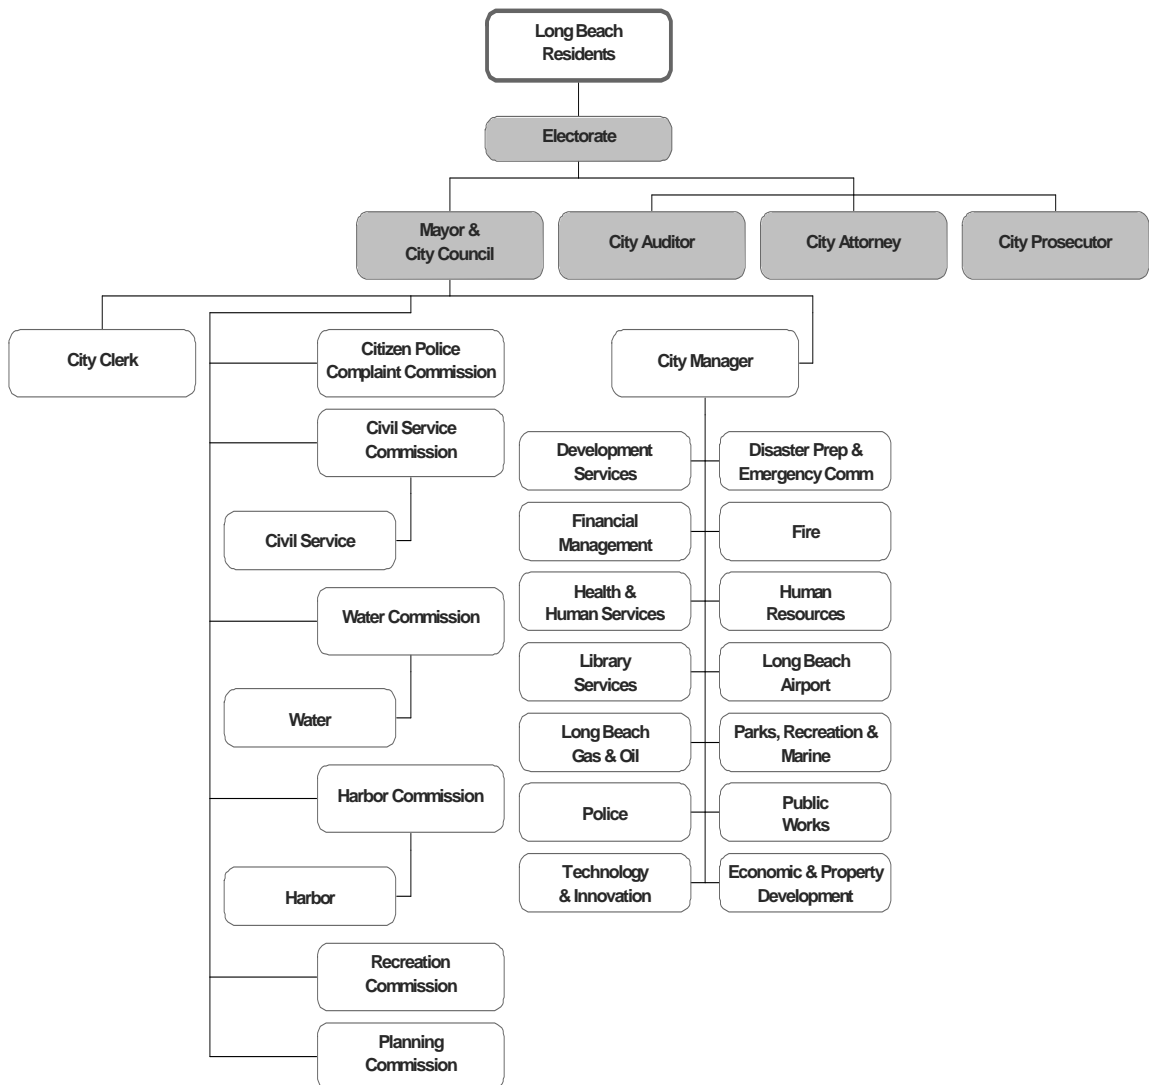 Long Beach
Residents
Electorate
Mayor &
City Council
City Auditor
City Attorney
City Prosecutor
City Clerk
Citizen Police
Complaint Commission
Civil Service
Commission
Civil Service
Water Commission
Water
Harbor Commission
Harbor
Recreation
Commission
Planning
Commission
City Manager
Development
Services
Disaster Prep &
Emergency Comm
Financial
Management
Fire
Health &
Human Services
Human
Resources
Library
Services
Long Beach
Airport
Long Beach
Gas & Oil
Parks, Recreation &
Marine
Police
Public
Works
Technology
& Innovation
Economic & Property
Development